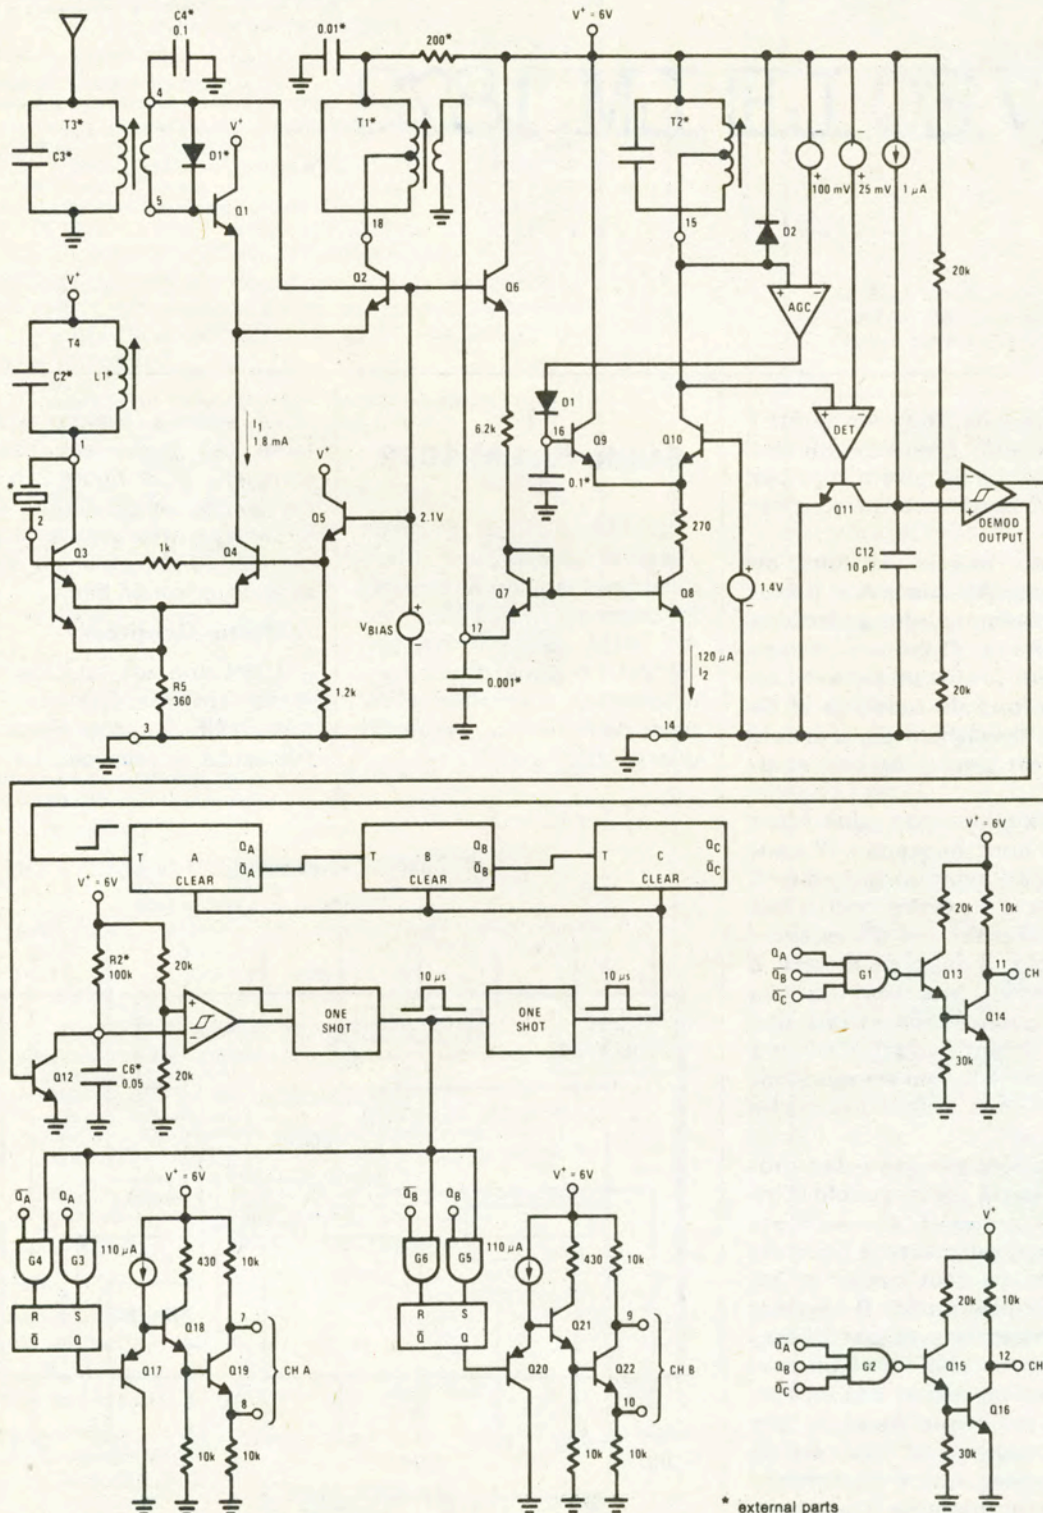 C4*
0.1
0.01*
200*
V+ = 6V
4
T3*
C3*
D1*
V+
Q1
5
T1*
18
Q2
Q6
T2*
15
D2
+
100 mV
−
+
25 mV
1 µA
20k
+
−
AGC
V+
T4
C2*
L1*
1
*
2
I1
1.8 mA
V+
Q5
2.1V
6.2k
D1
16
0.1*
Q9
Q10
270
+
−
DET
Q11
−
+
DEMOD
OUTPUT
C12
10 pF
Q3
1k
Q4
Q7
Q8
+
−
1.4V
17
0.001*
VBIAS
+
−
R5
360
1.2k
120 µA
I2
20k
3
14
T
A
QA
Q̅A
CLEAR
T
B
QB
Q̅B
CLEAR
T
C
QC
Q̅C
CLEAR
V+ = 6V
V+ = 6V
R2*
100k
20k
+
−
10 µs
10 µs
ONE
SHOT
ONE
SHOT
Q12
C6*
0.05
20k
20k
10k
QA
Q̅B
Q̅C
G1
Q13
11
CH
Q14
30k
Q̅A
QA
G4
G3
110 µA
V+ = 6V
430
10k
R
S
Q̅
Q
Q17
Q18
7
Q19
8
CH A
10k
10k
Q̅B
QB
G6
G5
110 µA
V+ = 6V
430
10k
R
S
Q̅
Q
Q20
Q21
9
Q22
10
CH B
10k
10k
V+
20k
10k
Q̅A
QB
Q̅C
G2
Q15
12
CH
Q16
30k
* external parts